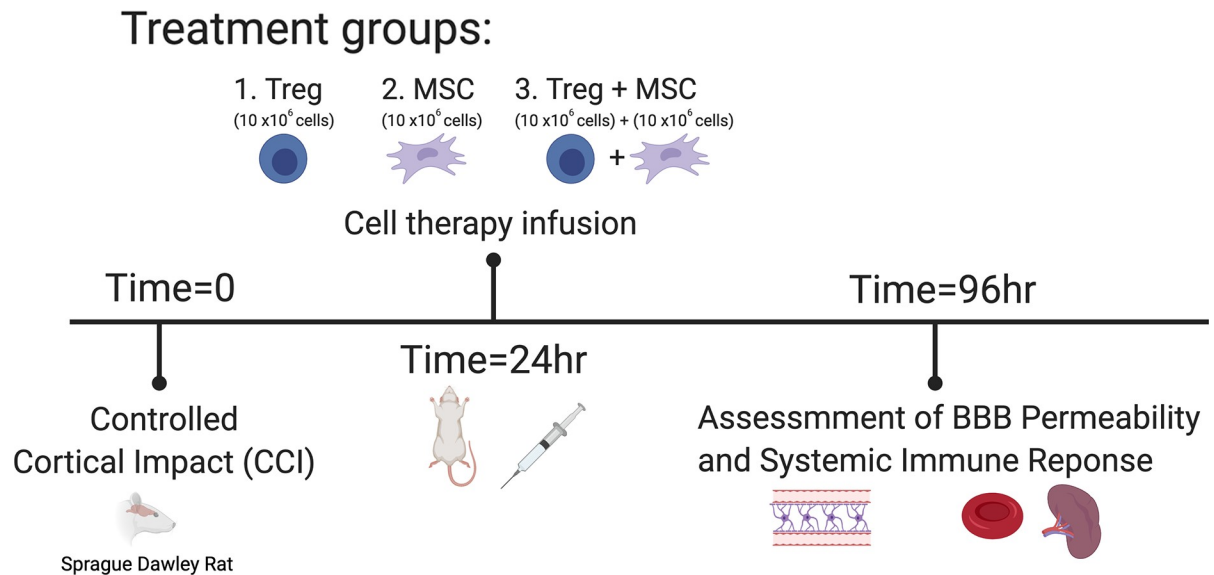 Treatment groups:
1. Treg
(10 x10⁶ cells)
2. MSC
(10 x10⁶ cells)
3. Treg + MSC
(10 x10⁶ cells) + (10 x10⁶ cells)
+
Cell therapy infusion
Time=0
Time=24hr
Time=96hr
Controlled
Cortical Impact (CCI)
Sprague Dawley Rat
Assessmment of BBB Permeability
and Systemic Immune Reponse